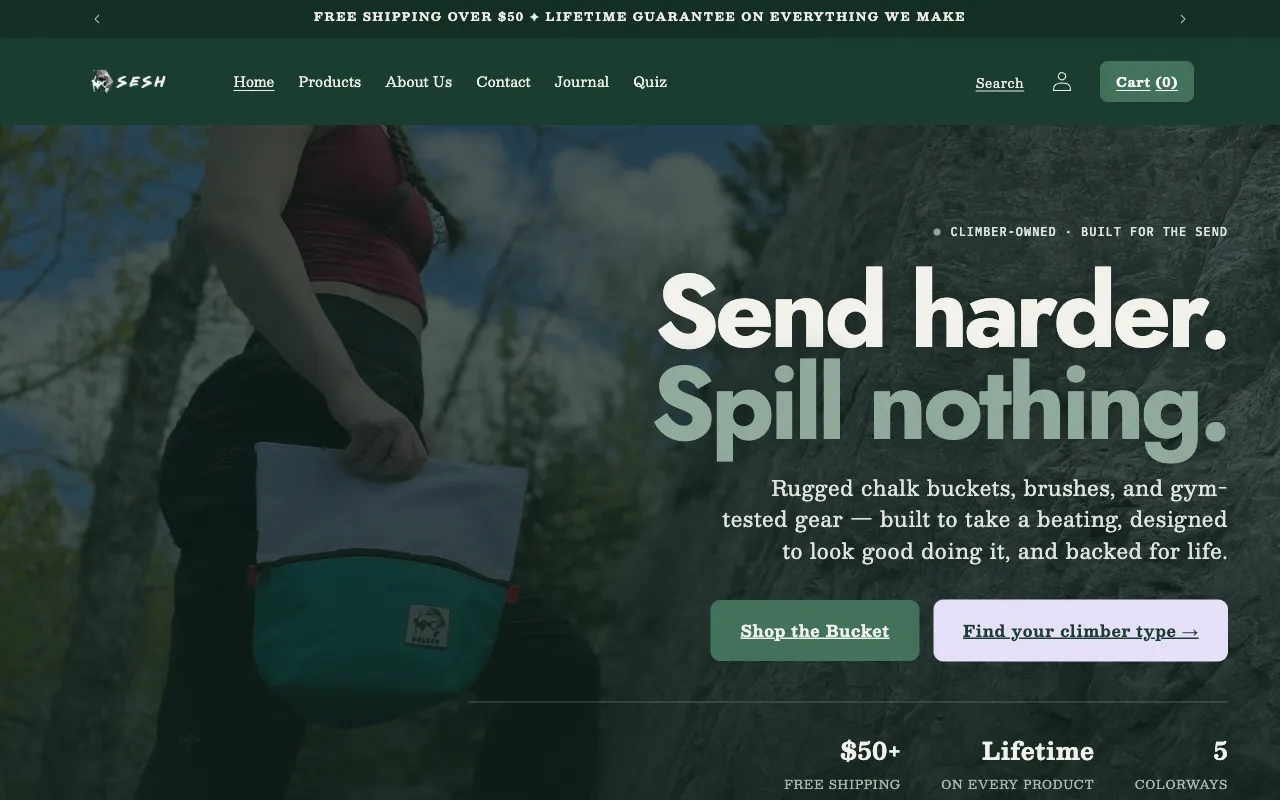 ‹
FREE SHIPPING OVER $50 ✦ LIFETIME GUARANTEE ON EVERYTHING WE MAKE
›
SESH
Home
Products
About Us
Contact
Journal
Quiz
Search
Cart (0)
● CLIMBER-OWNED · BUILT FOR THE SEND
Send harder.
Spill nothing.
Rugged chalk buckets, brushes, and gym-
tested gear — built to take a beating, designed
to look good doing it, and backed for life.
Shop the Bucket
Find your climber type →
$50+
FREE SHIPPING
Lifetime
ON EVERY PRODUCT
5
COLORWAYS